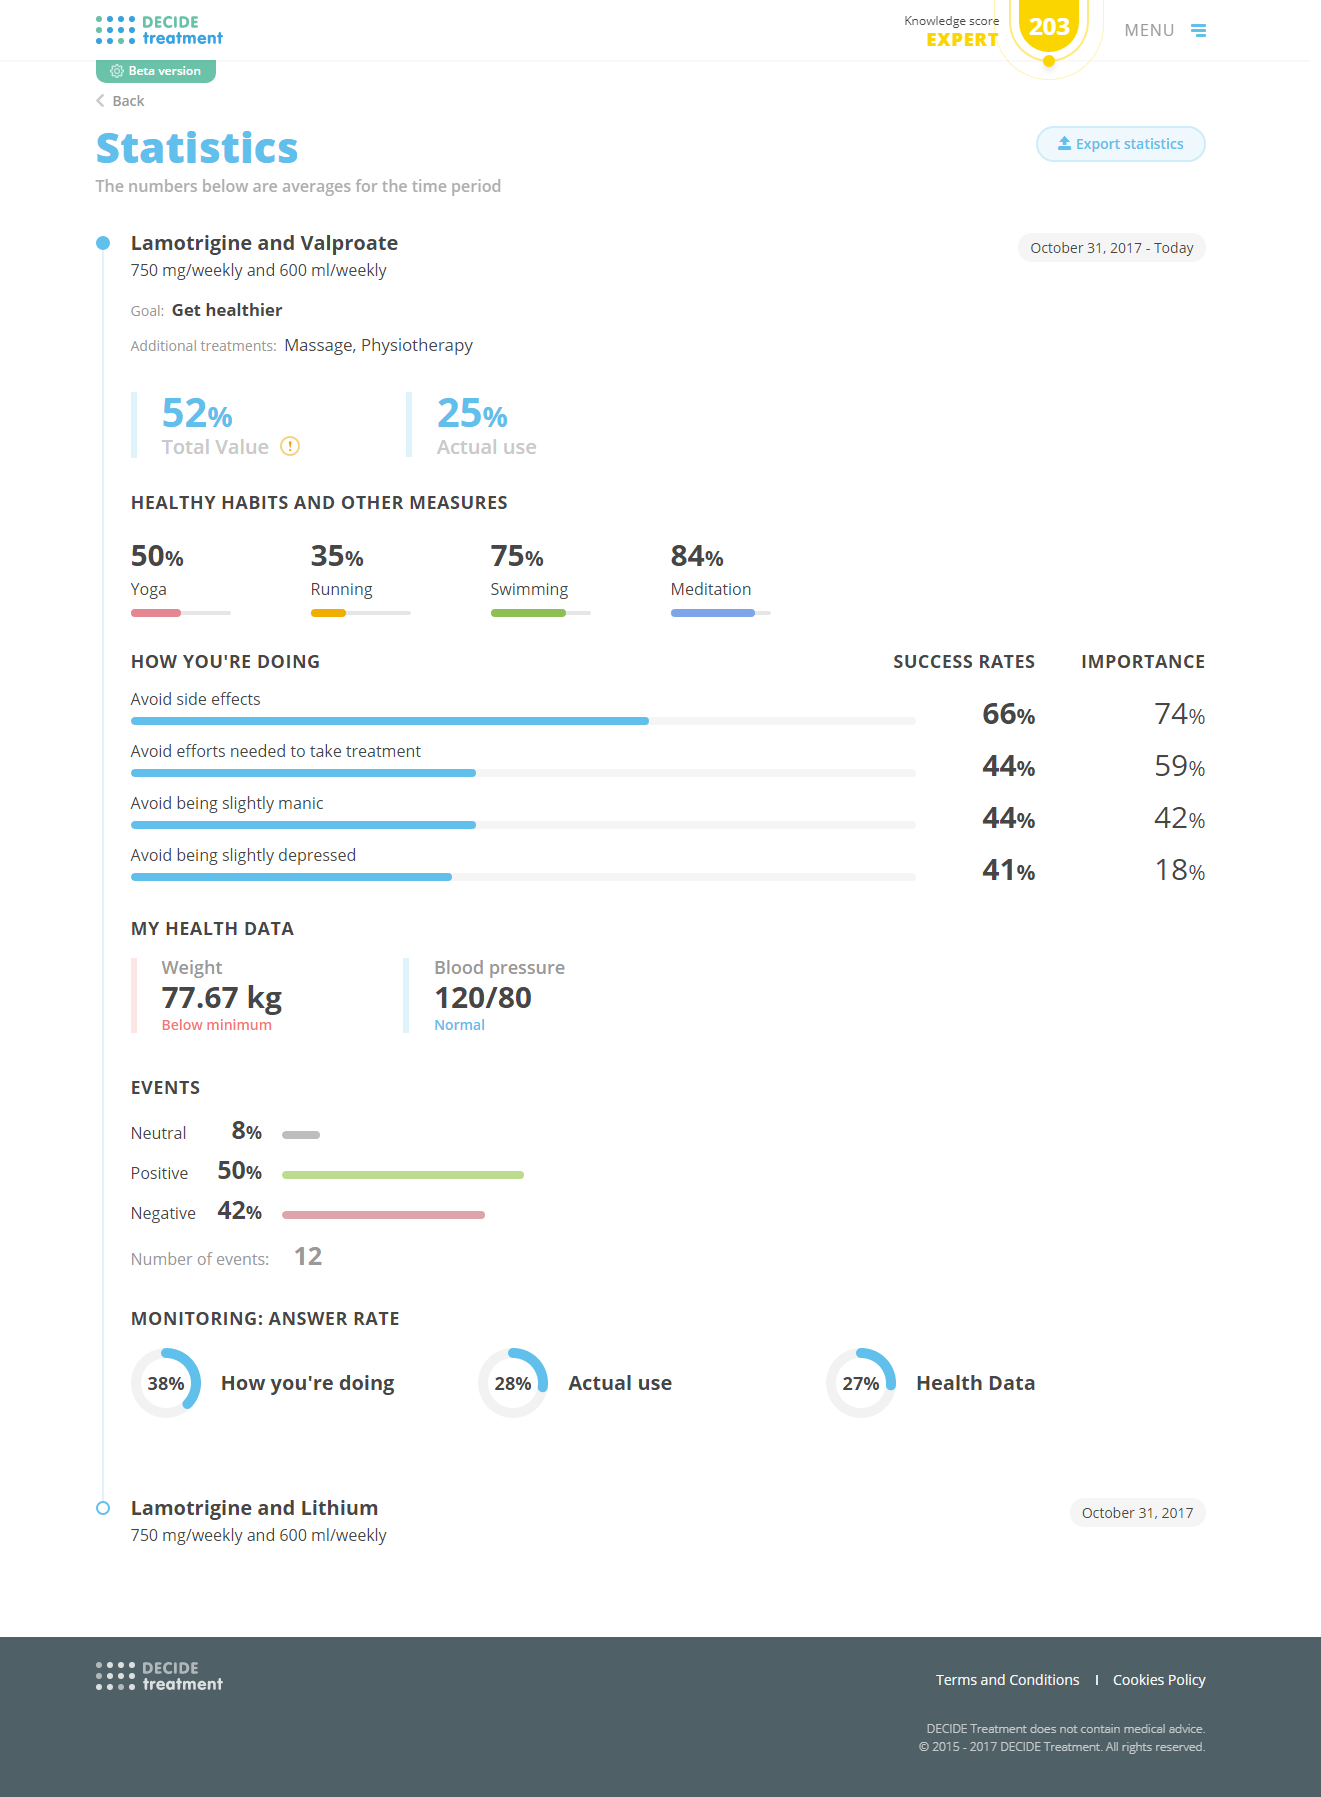 DECIDE
treatment
Knowledge score
EXPERT
203
MENU
Beta version
Back
Statistics
Export statistics
The numbers below are averages for the time period
Lamotrigine and Valproate
October 31, 2017 - Today
750 mg/weekly and 600 ml/weekly
Goal: Get healthier
Additional treatments: Massage, Physiotherapy
52% 25%
Total Value ! Actual use
HEALTHY HABITS AND OTHER MEASURES
50% 35% 75% 84%
Yoga Running Swimming Meditation
HOW YOU'RE DOING SUCCESS RATES IMPORTANCE
Avoid side effects 66% 74%
Avoid efforts needed to take treatment 44% 59%
Avoid being slightly manic 44% 42%
Avoid being slightly depressed 41% 18%
MY HEALTH DATA
Weight Blood pressure
77.67 kg 120/80
Below minimum Normal
EVENTS
Neutral 8%
Positive 50%
Negative 42%
Number of events: 12
MONITORING: ANSWER RATE
38% How you're doing 28% Actual use 27% Health Data
Lamotrigine and Lithium October 31, 2017
750 mg/weekly and 600 ml/weekly
DECIDE
treatment
Terms and Conditions | Cookies Policy
DECIDE Treatment does not contain medical advice.
© 2015 - 2017 DECIDE Treatment. All rights reserved.